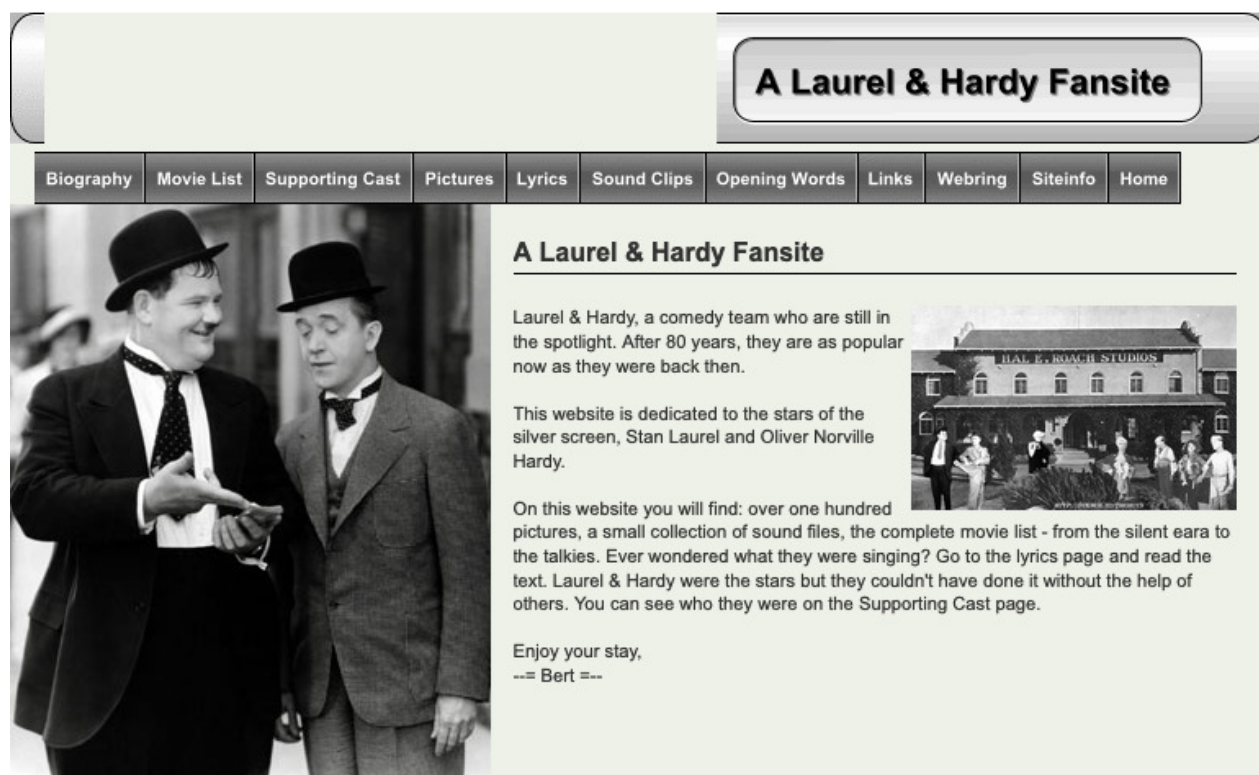 A Laurel & Hardy Fansite
Biography
Movie List
Supporting Cast
Pictures
Lyrics
Sound Clips
Opening Words
Links
Webring
Siteinfo
Home
A Laurel & Hardy Fansite
Laurel & Hardy, a comedy team who are still in
the spotlight. After 80 years, they are as popular
now as they were back then.
HAL E. ROACH STUDIOS
This website is dedicated to the stars of the
silver screen, Stan Laurel and Oliver Norville
Hardy.
On this website you will find: over one hundred
pictures, a small collection of sound files, the complete movie list - from the silent eara to
the talkies. Ever wondered what they were singing? Go to the lyrics page and read the
text. Laurel & Hardy were the stars but they couldn't have done it without the help of
others. You can see who they were on the Supporting Cast page.
Enjoy your stay,
--= Bert =--